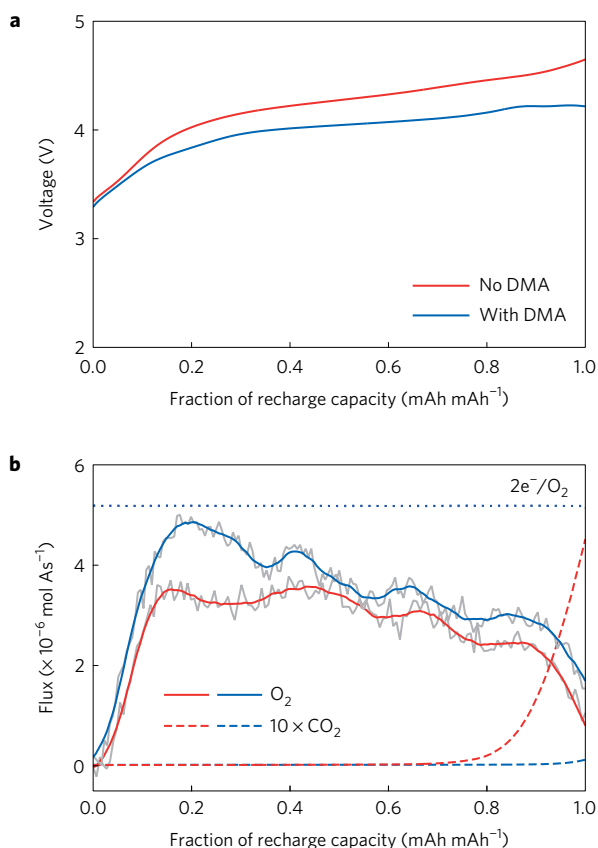 a
5
4
3
2
Voltage (V)
No DMA
With DMA
0.0 0.2 0.4 0.6 0.8 1.0
Fraction of recharge capacity (mAh mAh⁻¹)
b
6
4
2
0
Flux (× 10⁻⁶ mol As⁻¹)
2e⁻/O₂
O₂
10 × CO₂
0.0 0.2 0.4 0.6 0.8 1.0
Fraction of recharge capacity (mAh mAh⁻¹)